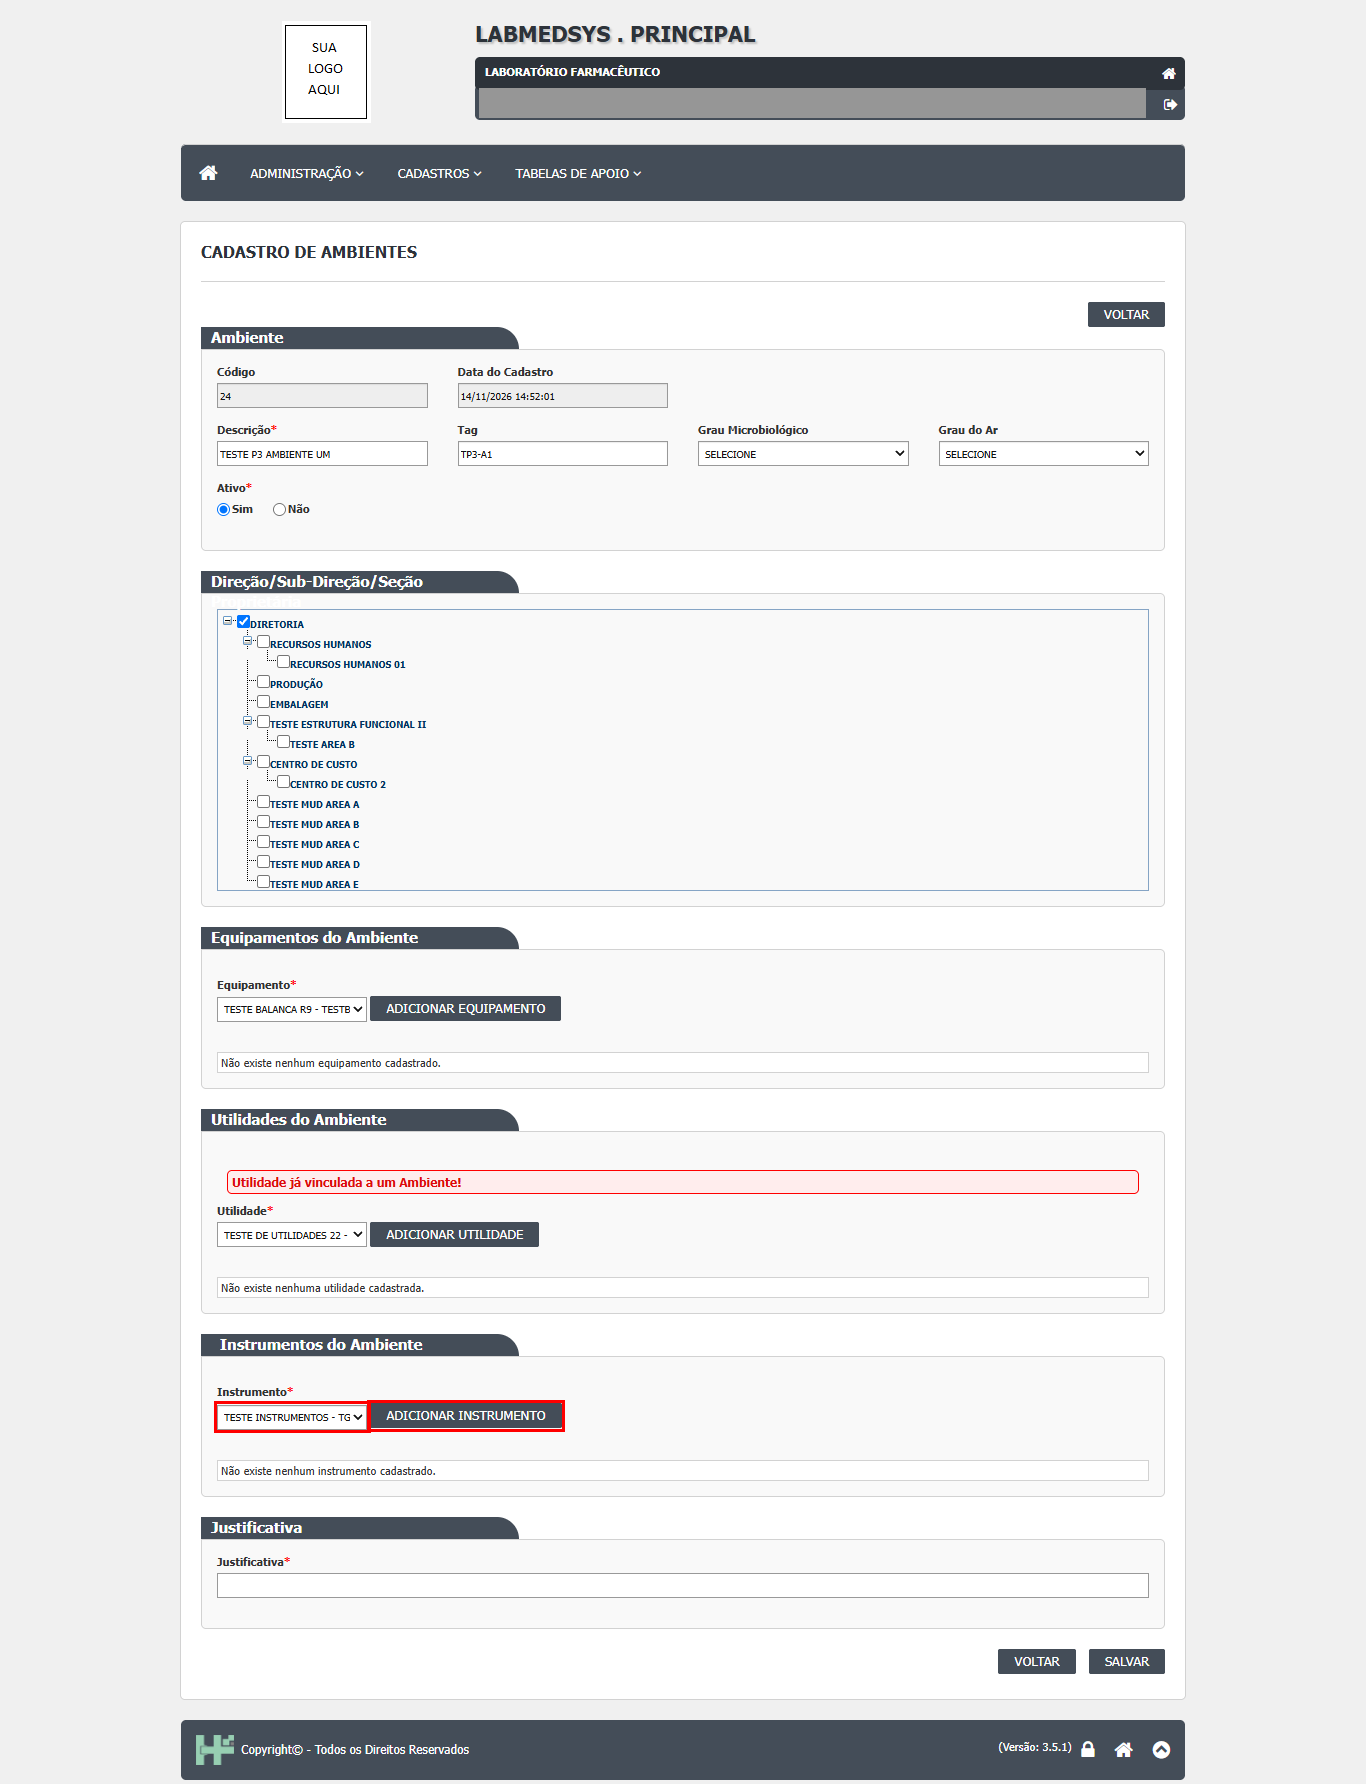 SUA
LOGO
AQUI
LABMEDSYS . PRINCIPAL
LABORATÓRIO FARMACÊUTICO
ADMINISTRAÇÃO CADASTROS TABELAS DE APOIO
CADASTRO DE AMBIENTES
VOLTAR
Ambiente
Código Data do Cadastro
24 14/11/2026 14:52:01
Descrição* Tag Grau Microbiológico Grau do Ar
TESTE P3 AMBIENTE UM TP3-A1 SELECIONE SELECIONE
Ativo*
Sim Não
Direção/Sub-Direção/Seção
DIRETORIA
RECURSOS HUMANOS
RECURSOS HUMANOS 01
PRODUÇÃO
EMBALAGEM
TESTE ESTRUTURA FUNCIONAL II
TESTE AREA B
CENTRO DE CUSTO
CENTRO DE CUSTO 2
TESTE MUD AREA A
TESTE MUD AREA B
TESTE MUD AREA C
TESTE MUD AREA D
TESTE MUD AREA E
Equipamentos do Ambiente
Equipamento*
TESTE BALANCA R9 - TESTB ADICIONAR EQUIPAMENTO
Não existe nenhum equipamento cadastrado.
Utilidades do Ambiente
Utilidade já vinculada a um Ambiente!
Utilidade*
TESTE DE UTILIDADES 22 - ADICIONAR UTILIDADE
Não existe nenhuma utilidade cadastrada.
Instrumentos do Ambiente
Instrumento*
TESTE INSTRUMENTOS - TG ADICIONAR INSTRUMENTO
Não existe nenhum instrumento cadastrado.
Justificativa
Justificativa*
VOLTAR SALVAR
Copyright© - Todos os Direitos Reservados (Versão: 3.5.1)